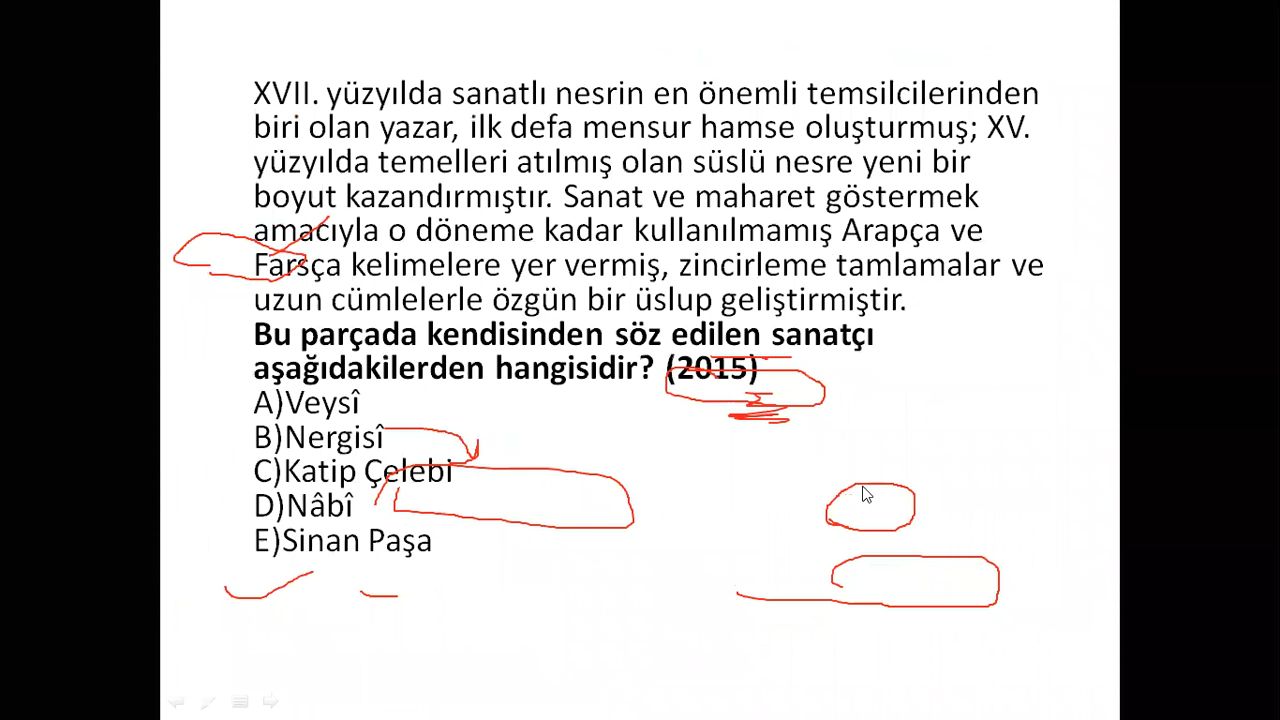 XVII. yüzyılda sanatlı nesrin en önemli temsilcilerinden
biri olan yazar, ilk defa mensur hamse oluşturmuş; XV.
yüzyılda temelleri atılmış olan süslü nesre yeni bir
boyut kazandırmıştır. Sanat ve maharet göstermek
amacıyla o döneme kadar kullanılmamış Arapça ve
Farsça kelimelere yer vermiş, zincirleme tamlamalar ve
uzun cümlelerle özgün bir üslup geliştirmiştir.
Bu parçada kendisinden söz edilen sanatçı
aşağıdakilerden hangisidir? (2015)
A)Veysî
B)Nergisî
C)Katip Çelebi
D)Nâbî
E)Sinan Paşa